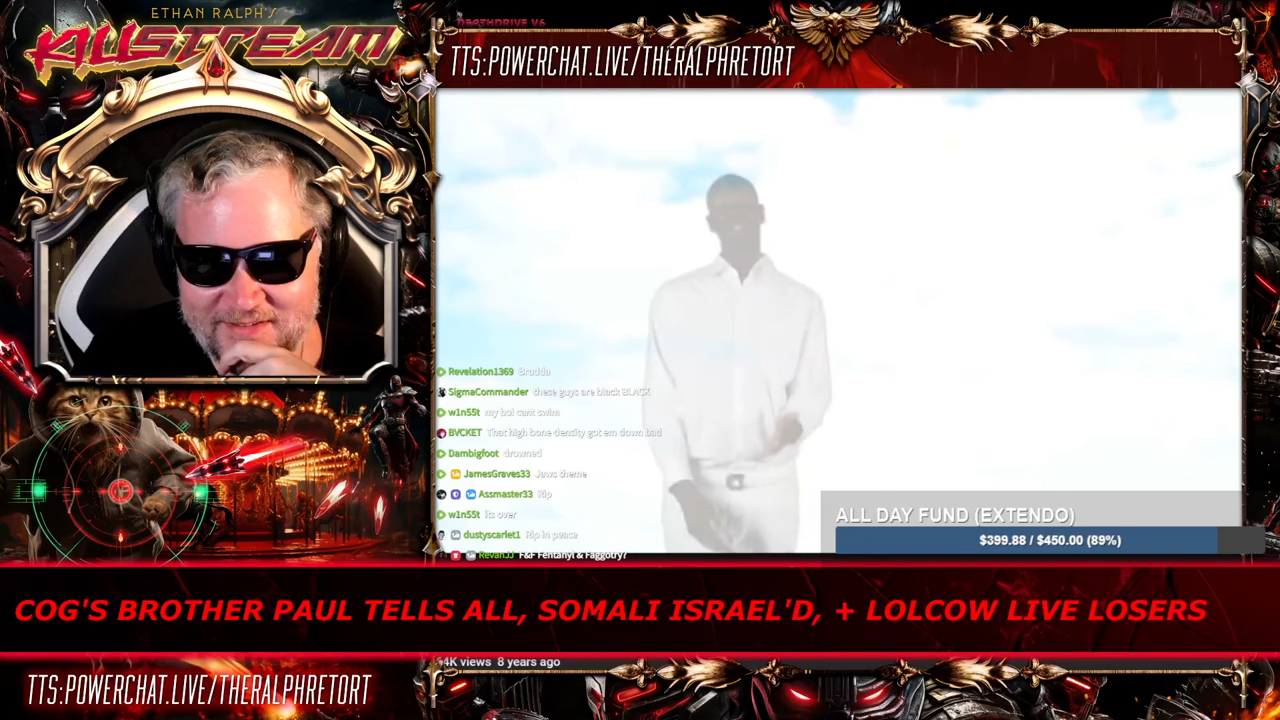 ETHAN RALPH'S
KILLSTREAM
DEATHDRIVE V6
TTS:POWERCHAT.LIVE/THERALPHRETORT
Revelation1369 Brudda
SigmaCommander these guys are black BLACK
w1n55t my boi cant swim
BVCKET That high bone density got em down bad
Dambigfoot drowned
JamesGraves33 Jaws theme
Assmaster33 Rip
w1n55t its over
dustyscarlet1 Rip in peace
RevanJJ F&F Fentanyl & Faggotry?
ALL DAY FUND (EXTENDO)
$399.88 / $450.00 (89%)
COG'S BROTHER PAUL TELLS ALL, SOMALI ISRAEL'D, + LOLCOW LIVE LOSERS
4K views 8 years ago
TTS:POWERCHAT.LIVE/THERALPHRETORT